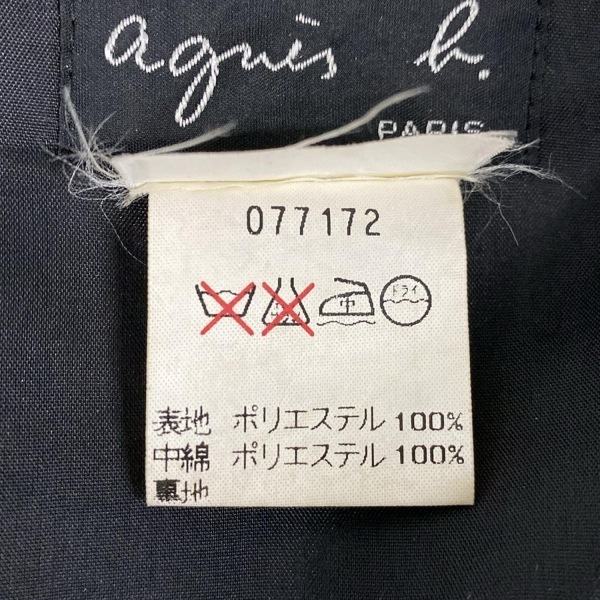 agnès b.
PARIS
077172
中 ドライ
表地 ポリエステル 100%
中綿 ポリエステル 100%
裏地